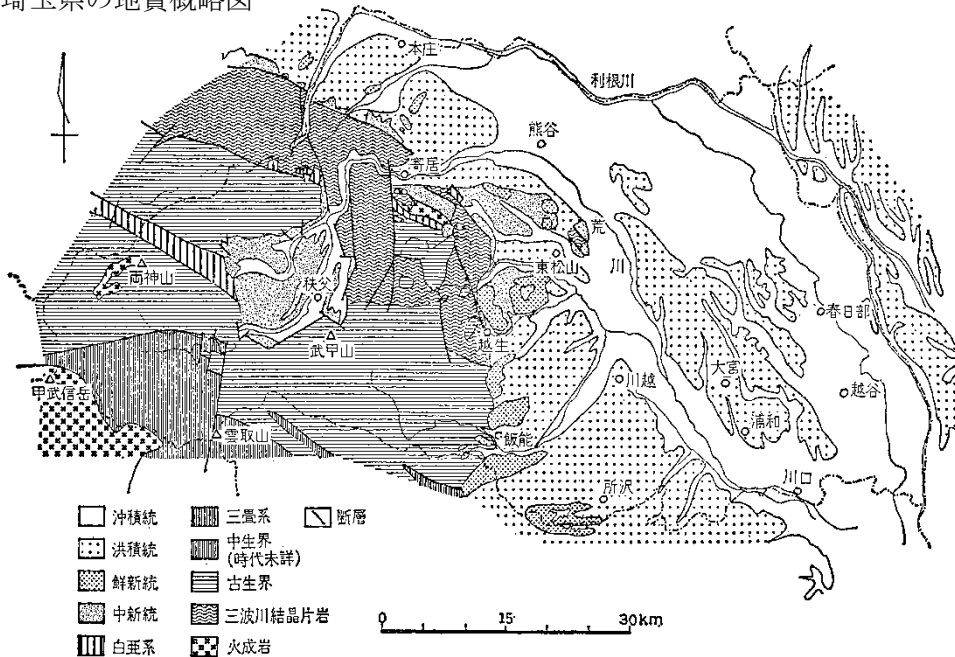 埼玉県の地質概略図
本庄
利根川
熊谷
寄居
荒
川
東松山
両神山
秩父
春日部
武甲山
越生
大宮
川越
越谷
甲武信岳
雲取山
飯能
浦和
川口
所沢
沖積統
三畳系
断層
洪積統
中生界
(時代未詳)
鮮新統
古生界
中新統
三波川結晶片岩
白亜系
火成岩
0 15 30km